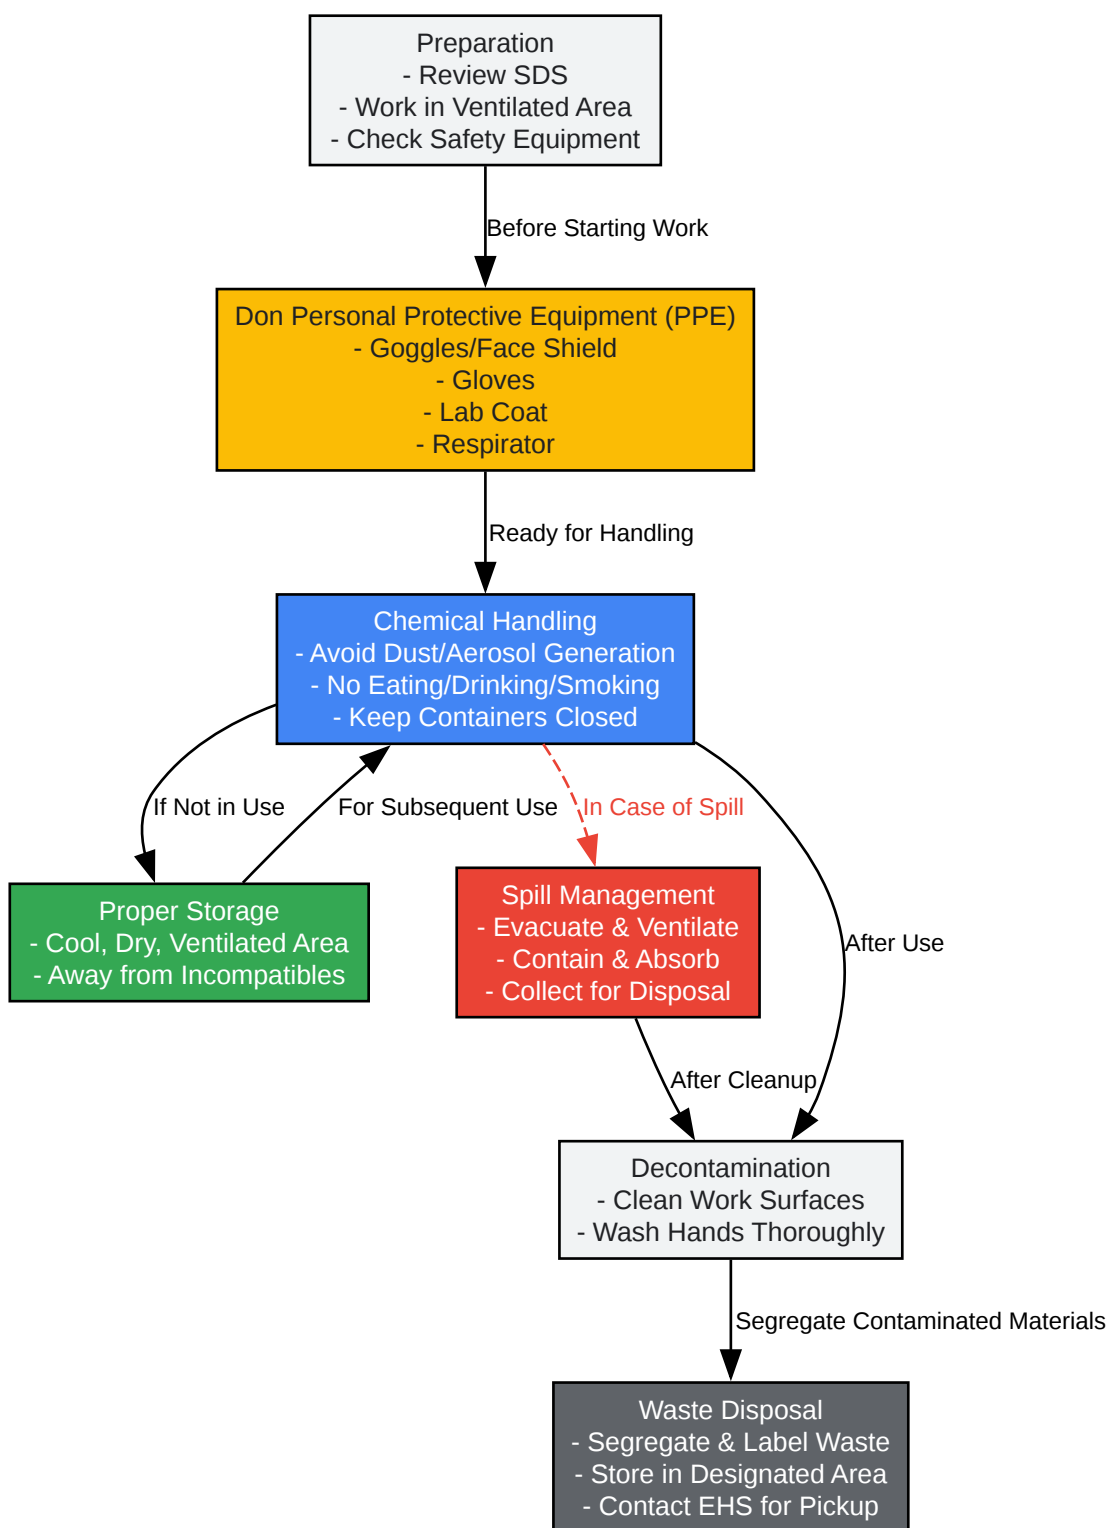 Preparation
- Review SDS
- Work in Ventilated Area
- Check Safety Equipment
Before Starting Work
Don Personal Protective Equipment (PPE)
- Goggles/Face Shield
- Gloves
- Lab Coat
- Respirator
Ready for Handling
Chemical Handling
- Avoid Dust/Aerosol Generation
- No Eating/Drinking/Smoking
- Keep Containers Closed
If Not in Use
For Subsequent Use
In Case of Spill
Proper Storage
- Cool, Dry, Ventilated Area
- Away from Incompatibles
Spill Management
- Evacuate & Ventilate
- Contain & Absorb
- Collect for Disposal
After Use
After Cleanup
Decontamination
- Clean Work Surfaces
- Wash Hands Thoroughly
Segregate Contaminated Materials
Waste Disposal
- Segregate & Label Waste
- Store in Designated Area
- Contact EHS for Pickup